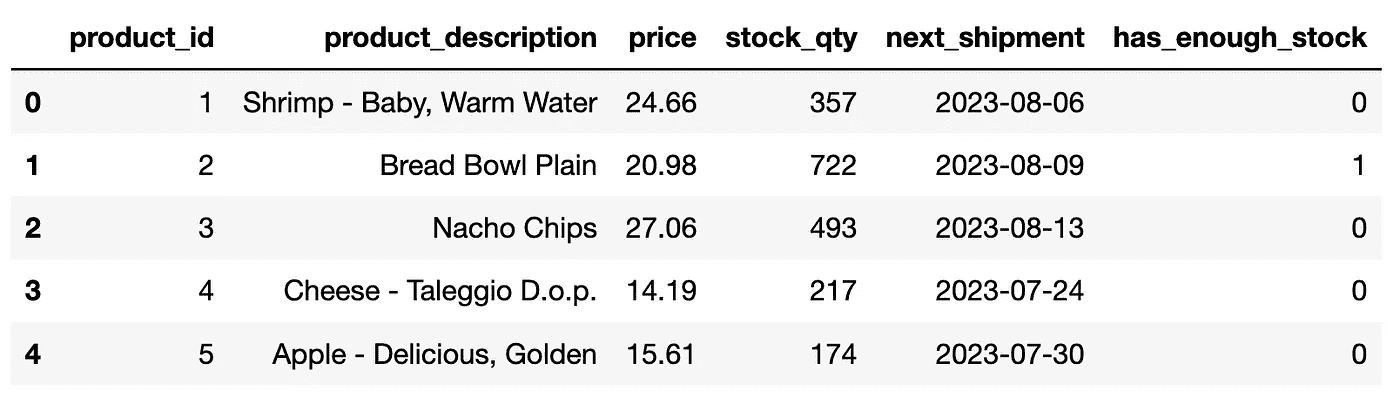 product_id product_description price stock_qty next_shipment has_enough_stock
0 1 Shrimp - Baby, Warm Water 24.66 357 2023-08-06 0
1 2 Bread Bowl Plain 20.98 722 2023-08-09 1
2 3 Nacho Chips 27.06 493 2023-08-13 0
3 4 Cheese - Taleggio D.o.p. 14.19 217 2023-07-24 0
4 5 Apple - Delicious, Golden 15.61 174 2023-07-30 0